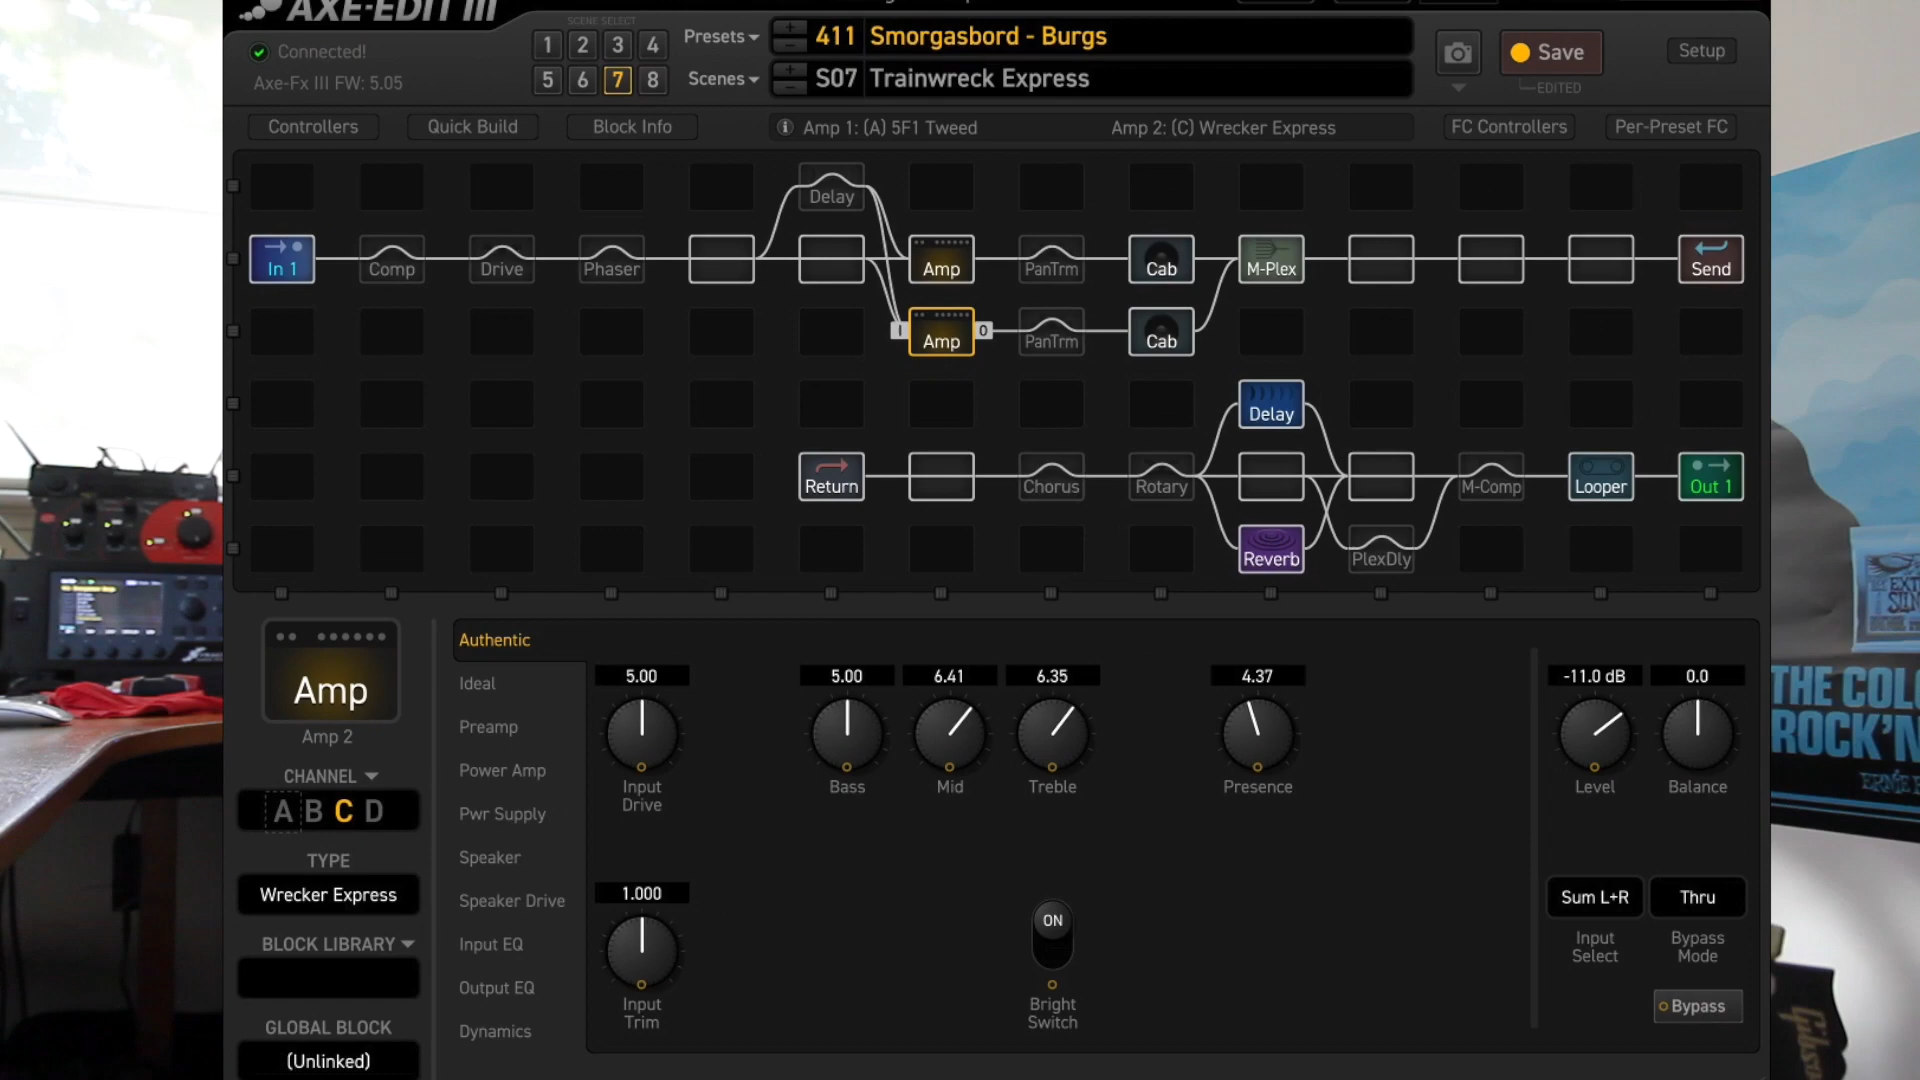 AXE-EDIT III
SCENE SELECT
1 2 3 4
5 6 7 8
Presets
411 Smorgasbord - Burgs
Scenes
S07 Trainwreck Express
Connected!
Axe-Fx III FW: 5.05
Save
EDITED
Setup
Controllers
Quick Build
Block Info
Amp 1: (A) 5F1 Tweed
Amp 2: (C) Wrecker Express
FC Controllers
Per-Preset FC
Delay
In 1
Comp
Drive
Phaser
Amp
PanTrm
Cab
M-Plex
Send
I
Amp
O
PanTrm
Cab
Delay
Return
Chorus
Rotary
M-Comp
Looper
Out 1
Reverb
PlexDly
Amp
Amp 2
CHANNEL
A B C D
TYPE
Wrecker Express
BLOCK LIBRARY
GLOBAL BLOCK
(Unlinked)
Authentic
Ideal
Preamp
Power Amp
Pwr Supply
Speaker
Speaker Drive
Input EQ
Output EQ
Dynamics
5.00
Input
Drive
5.00
Bass
6.41
Mid
6.35
Treble
4.37
Presence
-11.0 dB
Level
0.0
Balance
1.000
Input
Trim
ON
Bright
Switch
Sum L+R
Input
Select
Thru
Bypass
Mode
Bypass
THE COLO
ROCK'N
Gibson